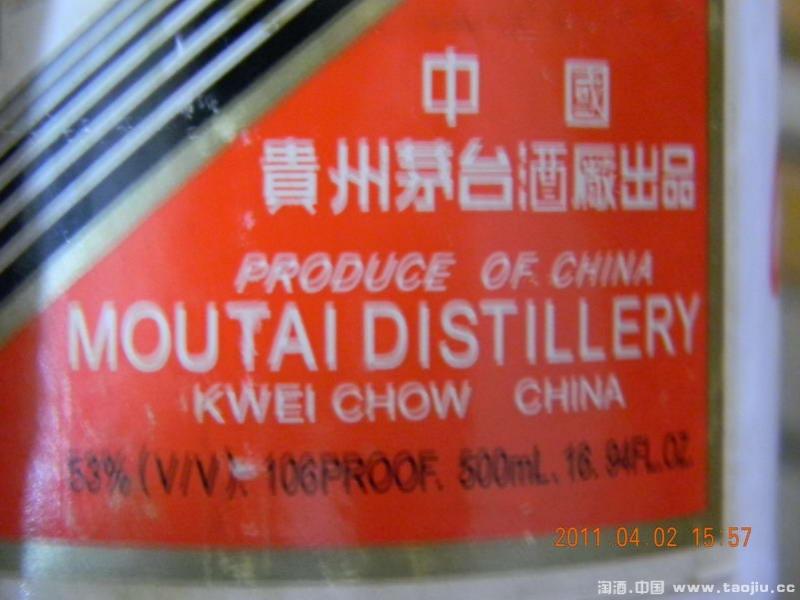 中國
貴州茅台酒厰出品
PRODUCE OF CHINA
MOUTAI DISTILLERY
KWEI CHOW CHINA
53% (V/V). 106PROOF. 500mL. 16. 94FL.OZ.
2011 04.02 15:57
淘酒.中国 www.taojiu.cc